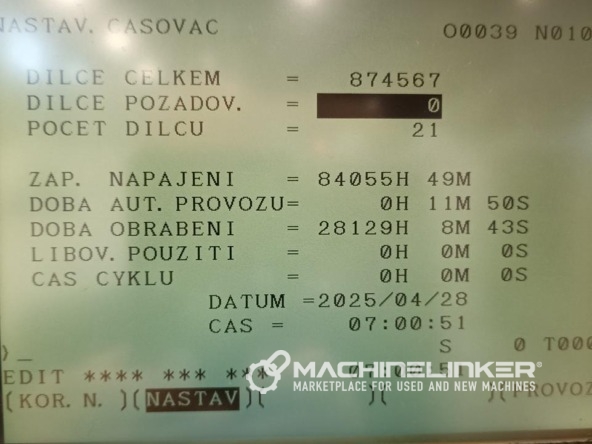 NASTAV. CASOVAC O0039 N010
DILCE CELKEM = 874567
DILCE POZADOV. = 0
POCET DILCU = 21
ZAP. NAPAJENI = 84055H 49M
DOBA AUT. PROVOZU= 0H 11M 50S
DOBA OBRABENI = 28129H 8M 43S
LIBOV. POUZITI = 0H 0M 0S
CAS CYKLU = 0H 0M 0S
DATUM =2025/04/28
CAS = 07:00:51
)_ S 0 T000
EDIT **** *** ***
MACHINELINKER®
MARKETPLACE FOR USED AND NEW MACHINES
(KOR. N. )(NASTAV)( )( )(PROVOZ